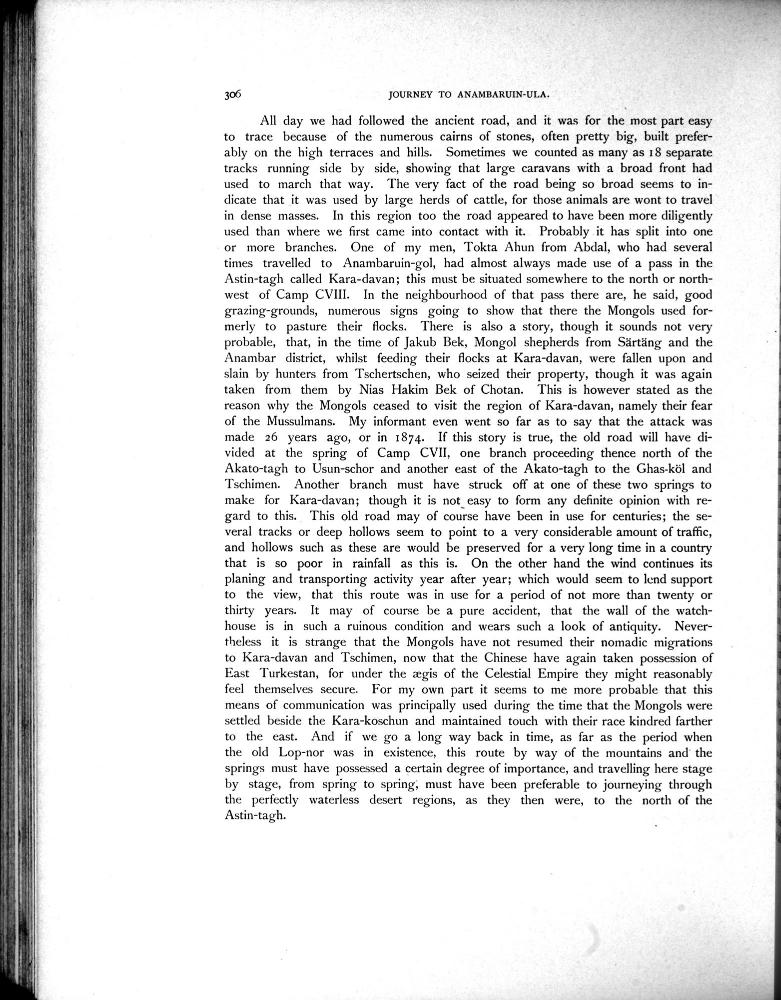 306 JOURNEY TO ANAMBARUIN-ULA.
All day we had followed the ancient road, and it was for the most part easy
to trace because of the numerous cairns of stones, often pretty big, built prefer-
ably on the high terraces and hills. Sometimes we counted as many as 18 separate
tracks running side by side, showing that large caravans with a broad front had
used to march that way. The very fact of the road being so broad seems to in-
dicate that it was used by large herds of cattle, for those animals are wont to travel
in dense masses. In this region too the road appeared to have been more diligently
used than where we first came into contact with it. Probably it has split into one
or more branches. One of my men, Tokta Ahun from Abdal, who had several
times travelled to Anambaruin-gol, had almost always made use of a pass in the
Astin-tagh called Kara-davan; this must be situated somewhere to the north or north-
west of Camp CVIII. In the neighbourhood of that pass there are, he said, good
grazing-grounds, numerous signs going to show that there the Mongols used for-
merly to pasture their flocks. There is also a story, though it sounds not very
probable, that, in the time of Jakub Bek, Mongol shepherds from Särtäng and the
Anambar district, whilst feeding their flocks at Kara-davan, were fallen upon and
slain by hunters from Tschertschen, who seized their property, though it was again
taken from them by Nias Hakim Bek of Chotan. This is however stated as the
reason why the Mongols ceased to visit the region of Kara-davan, namely their fear
of the Mussulmans. My informant even went so far as to say that the attack was
made 26 years ago, or in 1874. If this story is true, the old road will have di-
vided at the spring of Camp CVII, one branch proceeding thence north of the
Akato-tagh to Usun-schor and another east of the Akato-tagh to the Ghas-köl and
Tschimen. Another branch must have struck off at one of these two springs to
make for Kara-davan; though it is not easy to form any definite opinion with re-
gard to this. This old road may of course have been in use for centuries; the se-
veral tracks or deep hollows seem to point to a very considerable amount of traffic,
and hollows such as these are would be preserved for a very long time in a country
that is so poor in rainfall as this is. On the other hand the wind continues its
planing and transporting activity year after year; which would seem to lend support
to the view, that this route was in use for a period of not more than twenty or
thirty years. It may of course be a pure accident, that the wall of the watch-
house is in such a ruinous condition and wears such a look of antiquity. Never-
theless it is strange that the Mongols have not resumed their nomadic migrations
to Kara-davan and Tschimen, now that the Chinese have again taken possession of
East Turkestan, for under the ægis of the Celestial Empire they might reasonably
feel themselves secure. For my own part it seems to me more probable that this
means of communication was principally used during the time that the Mongols were
settled beside the Kara-koschun and maintained touch with their race kindred farther
to the east. And if we go a long way back in time, as far as the period when
the old Lop-nor was in existence, this route by way of the mountains and the
springs must have possessed a certain degree of importance, and travelling here stage
by stage, from spring to spring, must have been preferable to journeying through
the perfectly waterless desert regions, as they then were, to the north of the
Astin-tagh.